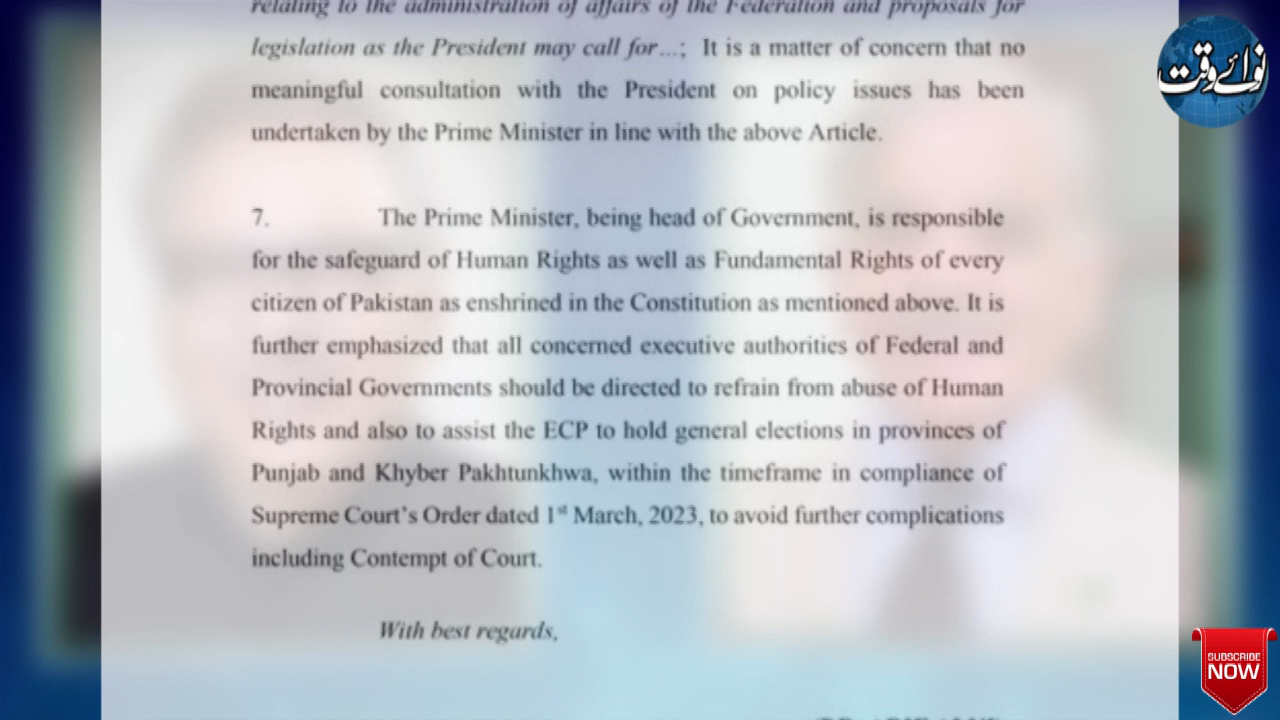 relating to the administration of affairs of the Federation and proposals for
legislation as the President may call for...; It is a matter of concern that no
meaningful consultation with the President on policy issues has been
undertaken by the Prime Minister in line with the above Article.
7. The Prime Minister, being head of Government, is responsible
for the safeguard of Human Rights as well as Fundamental Rights of every
citizen of Pakistan as enshrined in the Constitution as mentioned above. It is
further emphasized that all concerned executive authorities of Federal and
Provincial Governments should be directed to refrain from abuse of Human
Rights and also to assist the ECP to hold general elections in provinces of
Punjab and Khyber Pakhtunkhwa, within the timeframe in compliance of
Supreme Court's Order dated 1st March, 2023, to avoid further complications
including Contempt of Court.
With best regards,
نوائے وقت
SUBSCRIBE
NOW